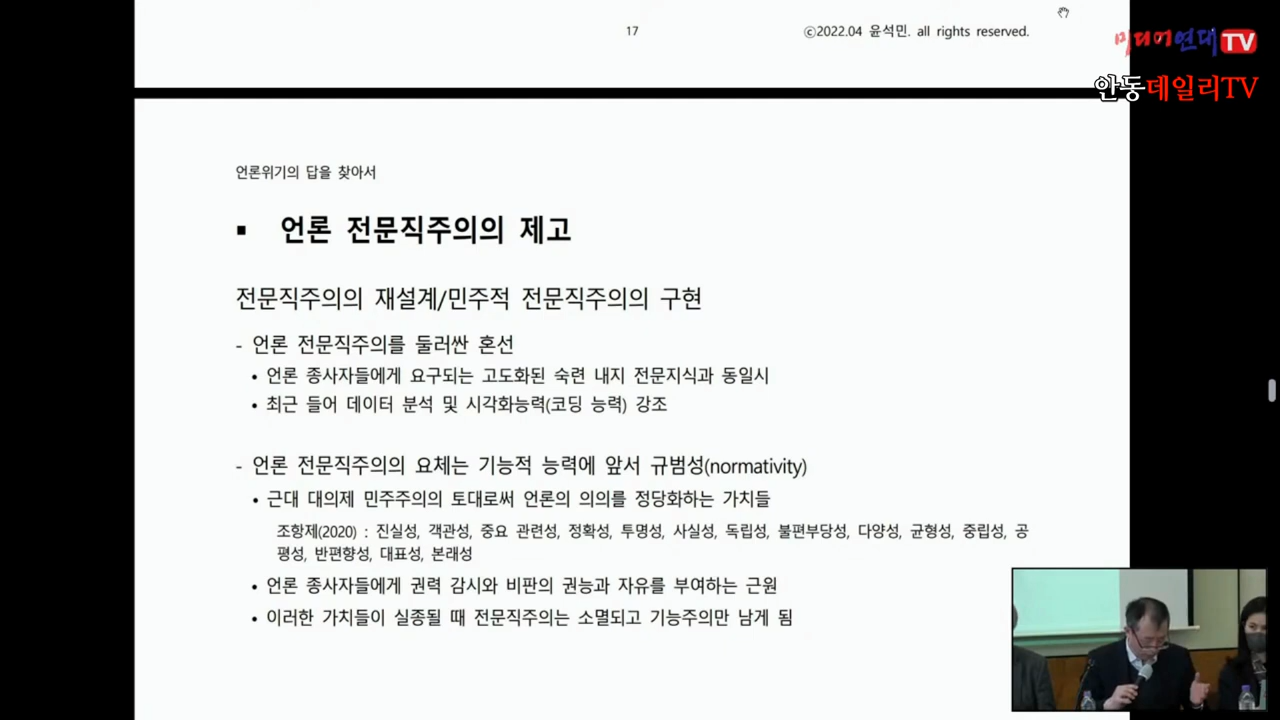 17
ⓒ2022.04 윤석민. all rights reserved.
미디어연대TV
안동데일리TV
언론위기의 답을 찾아서
▪ 언론 전문직주의의 제고
전문직주의의 재설계/민주적 전문직주의의 구현
- 언론 전문직주의를 둘러싼 혼선
• 언론 종사자들에게 요구되는 고도화된 숙련 내지 전문지식과 동일시
• 최근 들어 데이터 분석 및 시각화능력(코딩 능력) 강조
- 언론 전문직주의의 요체는 기능적 능력에 앞서 규범성(normativity)
• 근대 대의제 민주주의의 토대로써 언론의 의의를 정당화하는 가치들
조항제(2020) : 진실성, 객관성, 중요 관련성, 정확성, 투명성, 사실성, 독립성, 불편부당성, 다양성, 균형성, 중립성, 공
평성, 반편향성, 대표성, 본래성
• 언론 종사자들에게 권력 감시와 비판의 권능과 자유를 부여하는 근원
• 이러한 가치들이 실종될 때 전문직주의는 소멸되고 기능주의만 남게 됨